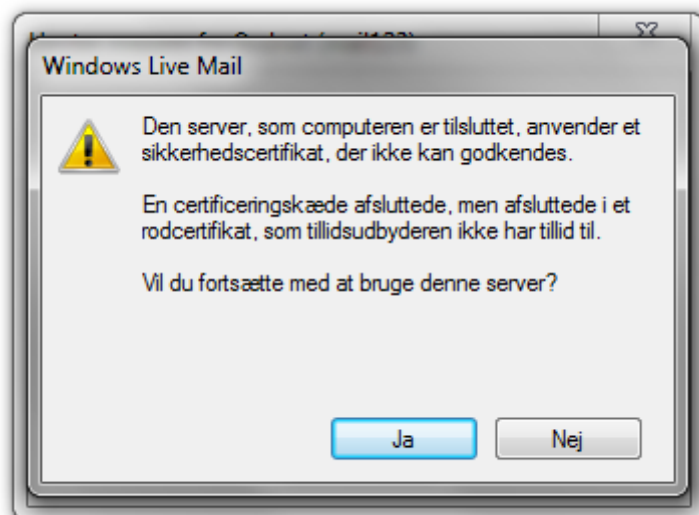 Windows Live Mail
Den server, som computeren er tilsluttet, anvender et
sikkerhedscertifikat, der ikke kan godkendes.
En certificeringskæde afsluttede, men afsluttede i et
rodcertifikat, som tillidsudbyderen ikke har tillid til.
Vil du fortsætte med at bruge denne server?
Ja
Nej